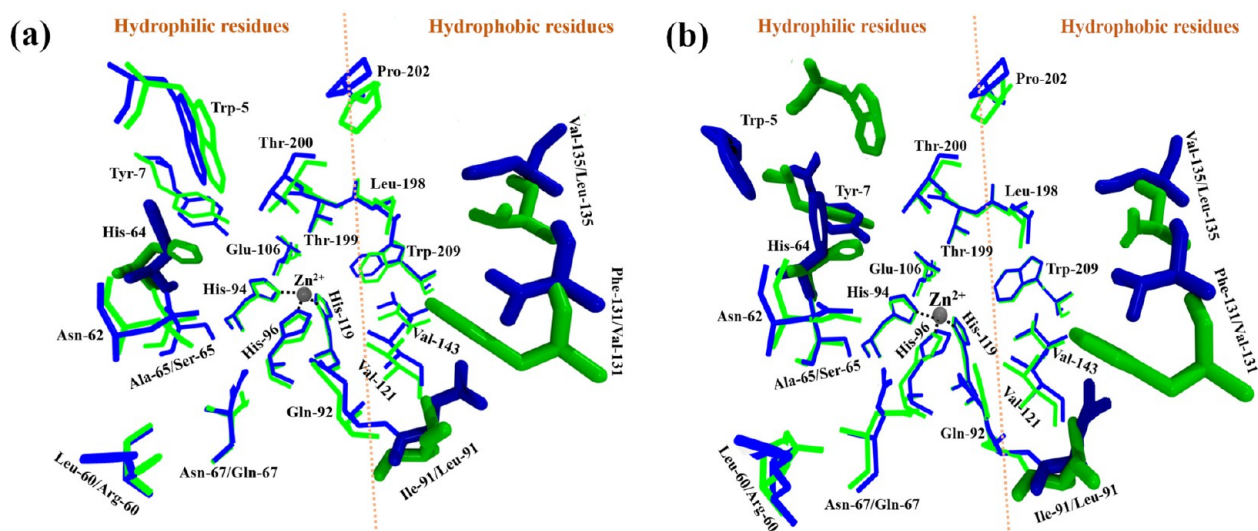 (a)
Hydrophilic residues
Hydrophobic residues
Pro-202
Trp-5
Thr-200
Val-135/Leu-135
Tyr-7
Leu-198
His-64
Thr-199
Glu-106
Trp-209
Zn2+
His-94
Phe-131/Val-131
Asn-62
His-96
His-119
Val-143
Ala-65/Ser-65
Val-121
Gln-92
Asn-67/Gln-67
Leu-60/Arg-60
Ile-91/Leu-91
(b)
Hydrophilic residues
Hydrophobic residues
Pro-202
Trp-5
Thr-200
Val-135/Leu-135
Tyr-7
Leu-198
His-64
Thr-199
Glu-106
Trp-209
His-94
Zn2+
Phe-131/Val-131
Asn-62
His-96
His-119
Val-143
Ala-65/Ser-65
Val-121
Gln-92
Asn-67/Gln-67
Leu-60/Arg-60
Ile-91/Leu-91